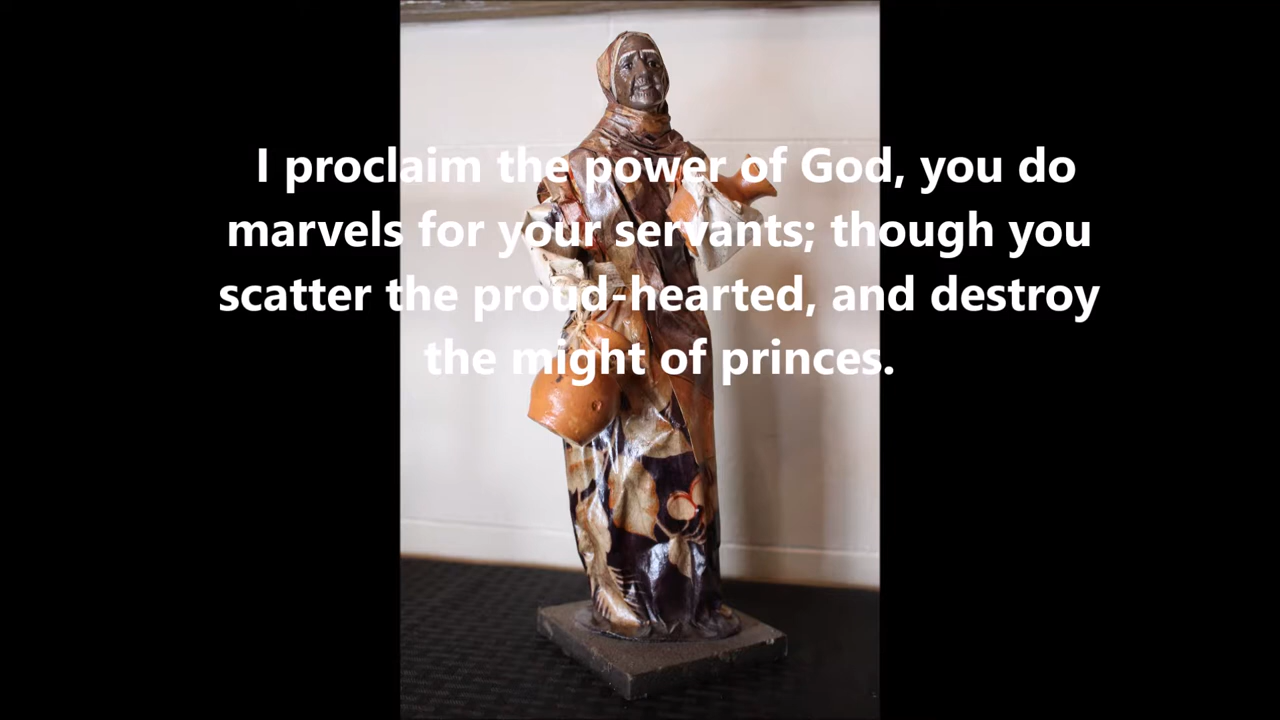 I proclaim the power of God, you do
marvels for your servants; though you
scatter the proud-hearted, and destroy
the might of princes.